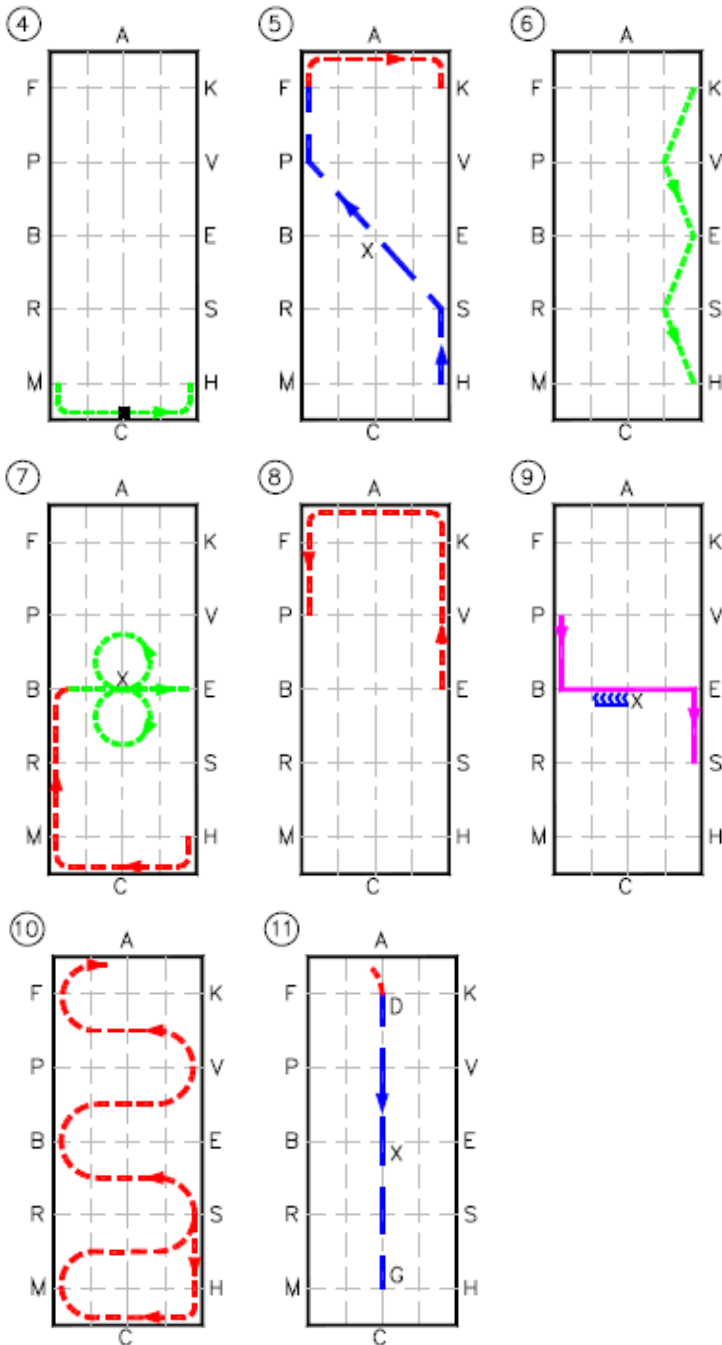 4 5 6
A A A
F K F K F K
P V P V P V
B E B X E B E
R S R S R S
M H M H M H
C C C
7 8 9
A A A
F K F K F K
P V P V P V
X
B E B E B E
X
R S R S R S
M H M H M H
C C C
10 11
A A
F K F D K
P V P V
B E B X E
R S R S
M H M G H
C C